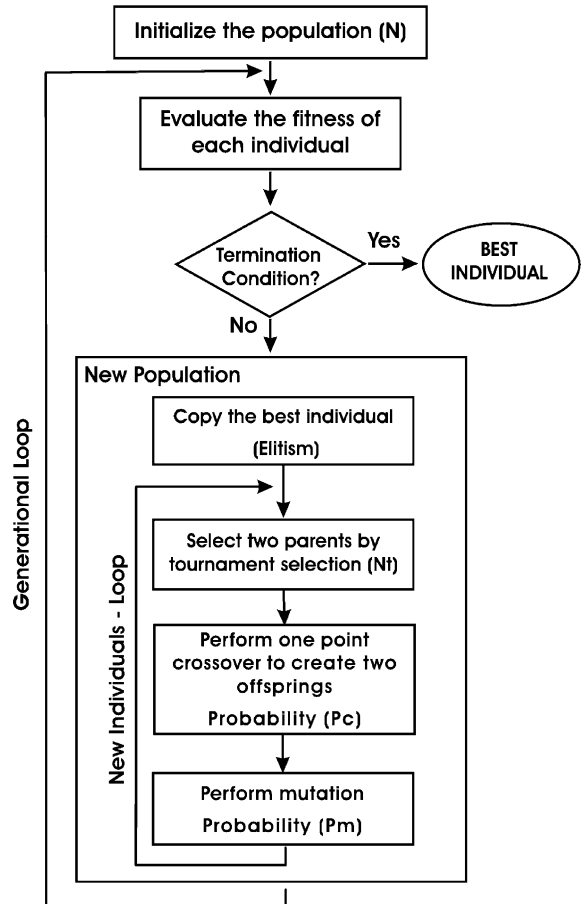 Initialize the population (N)
Evaluate the fitness of
each individual
Termination
Condition?
Yes
BEST
INDIVIDUAL
No
New Population
Copy the best individual
(Elitism)
Select two parents by
tournament selection (Nt)
Perform one point
crossover to create two
offsprings
Probability (Pc)
Perform mutation
Probability (Pm)
New Individuals - Loop
Generational Loop